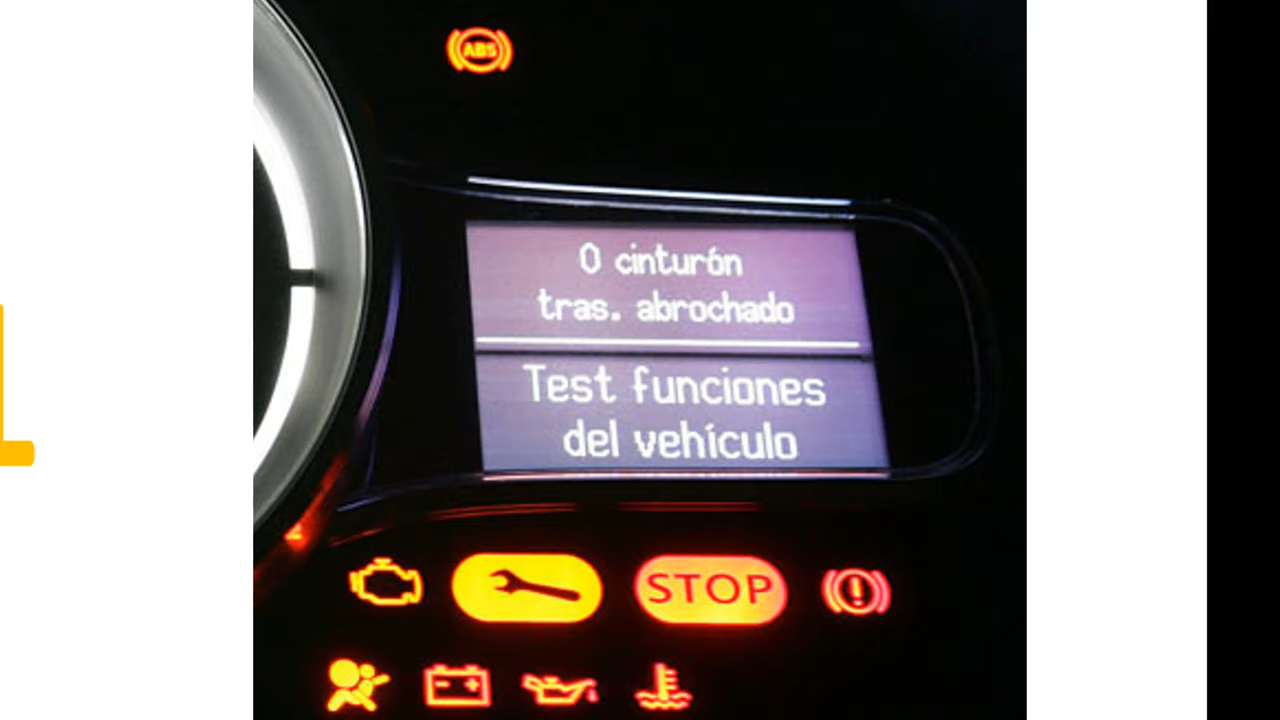 ABS
0 cinturón
tras. abrochado
Test funciones
del vehículo
STOP